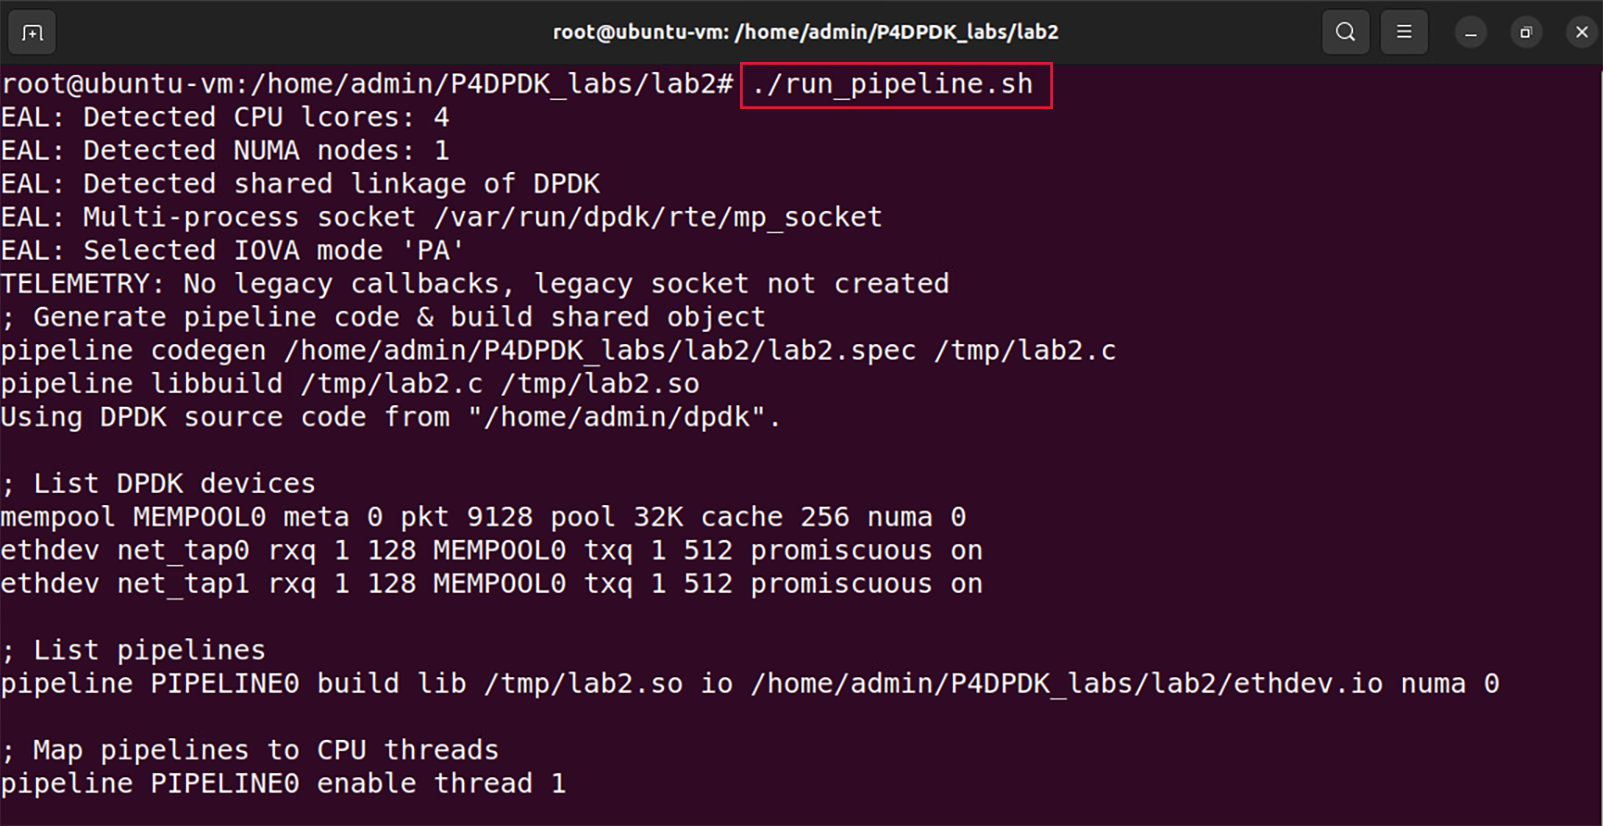 root@ubuntu-vm: /home/admin/P4DPDK_labs/lab2
root@ubuntu-vm:/home/admin/P4DPDK_labs/lab2# ./run_pipeline.sh
EAL: Detected CPU lcores: 4
EAL: Detected NUMA nodes: 1
EAL: Detected shared linkage of DPDK
EAL: Multi-process socket /var/run/dpdk/rte/mp_socket
EAL: Selected IOVA mode 'PA'
TELEMETRY: No legacy callbacks, legacy socket not created
; Generate pipeline code & build shared object
pipeline codegen /home/admin/P4DPDK_labs/lab2/lab2.spec /tmp/lab2.c
pipeline libbuild /tmp/lab2.c /tmp/lab2.so
Using DPDK source code from "/home/admin/dpdk".
; List DPDK devices
mempool MEMPOOL0 meta 0 pkt 9128 pool 32K cache 256 numa 0
ethdev net_tap0 rxq 1 128 MEMPOOL0 txq 1 512 promiscuous on
ethdev net_tap1 rxq 1 128 MEMPOOL0 txq 1 512 promiscuous on
; List pipelines
pipeline PIPELINE0 build lib /tmp/lab2.so io /home/admin/P4DPDK_labs/lab2/ethdev.io numa 0
; Map pipelines to CPU threads
pipeline PIPELINE0 enable thread 1